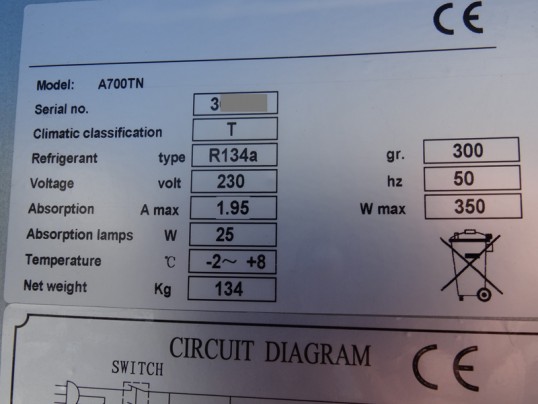 CE
Model: A700TN
Serial no. 3
Climatic classification T
Refrigerant type R134a gr. 300
Voltage volt 230 hz 50
Absorption A max 1.95 W max 350
Absorption lamps W 25
Temperature °C -2~ +8
Net weight Kg 134
CIRCUIT DIAGRAM CE
SWITCH